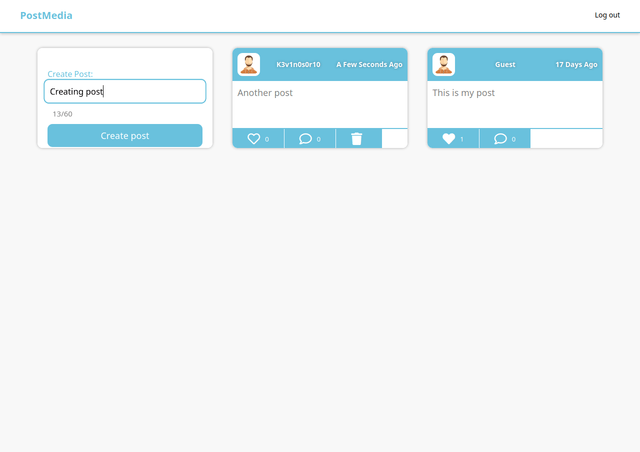 PostMedia
Log out
Create Post:
Creating post
13/60
Create post
K3v1n0s0r10
A Few Seconds Ago
Another post
0
0
Guest
17 Days Ago
This is my post
1
0